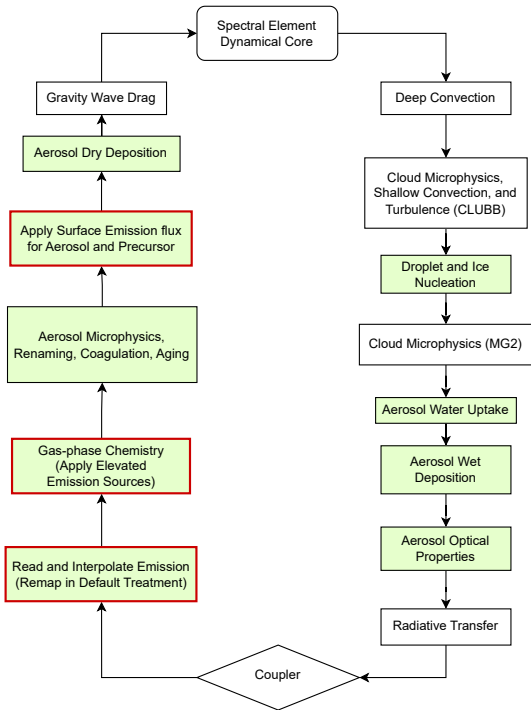 Spectral Element
Dynamical Core
Gravity Wave Drag
Deep Convection
Aerosol Dry Deposition
Cloud Microphysics,
Shallow Convection, and
Turbulence (CLUBB)
Apply Surface Emission flux
for Aerosol and Precursor
Droplet and Ice
Nucleation
Aerosol Microphysics,
Renaming, Coagulation, Aging
Cloud Microphysics (MG2)
Aerosol Water Uptake
Gas-phase Chemistry
(Apply Elevated
Emission Sources)
Aerosol Wet
Deposition
Aerosol Optical
Properties
Read and Interpolate Emission
(Remap in Default Treatment)
Radiative Transfer
Coupler